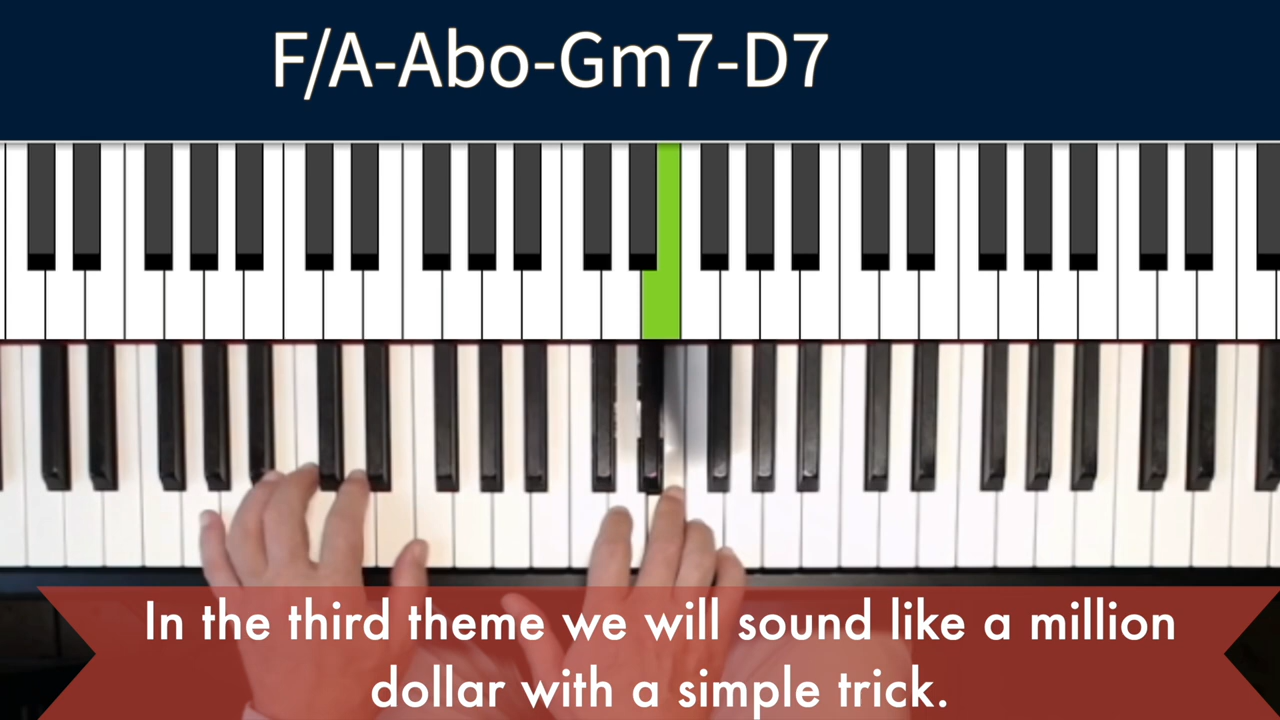 F/A-Abo-Gm7-D7
In the third theme we will sound like a million
dollar with a simple trick.